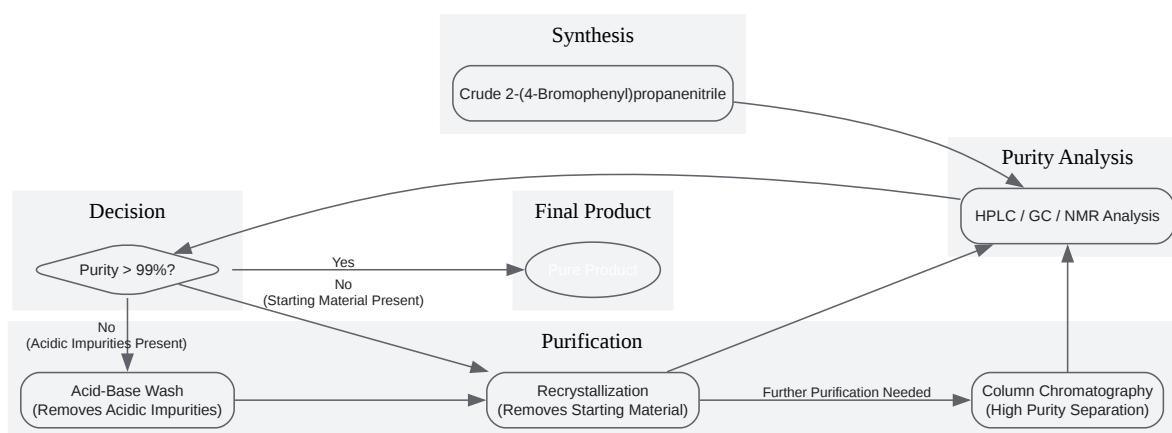 Synthesis
Crude 2-(4-Bromophenyl)propanenitrile
Purity Analysis
HPLC / GC / NMR Analysis
Decision
Purity > 99%?
Final Product
Pure Product
Yes
No
(Starting Material Present)
No
(Acidic Impurities Present)
Purification
Acid-Base Wash
(Removes Acidic Impurities)
Recrystallization
(Removes Starting Material)
Further Purification Needed
Column Chromatography
(High Purity Separation)